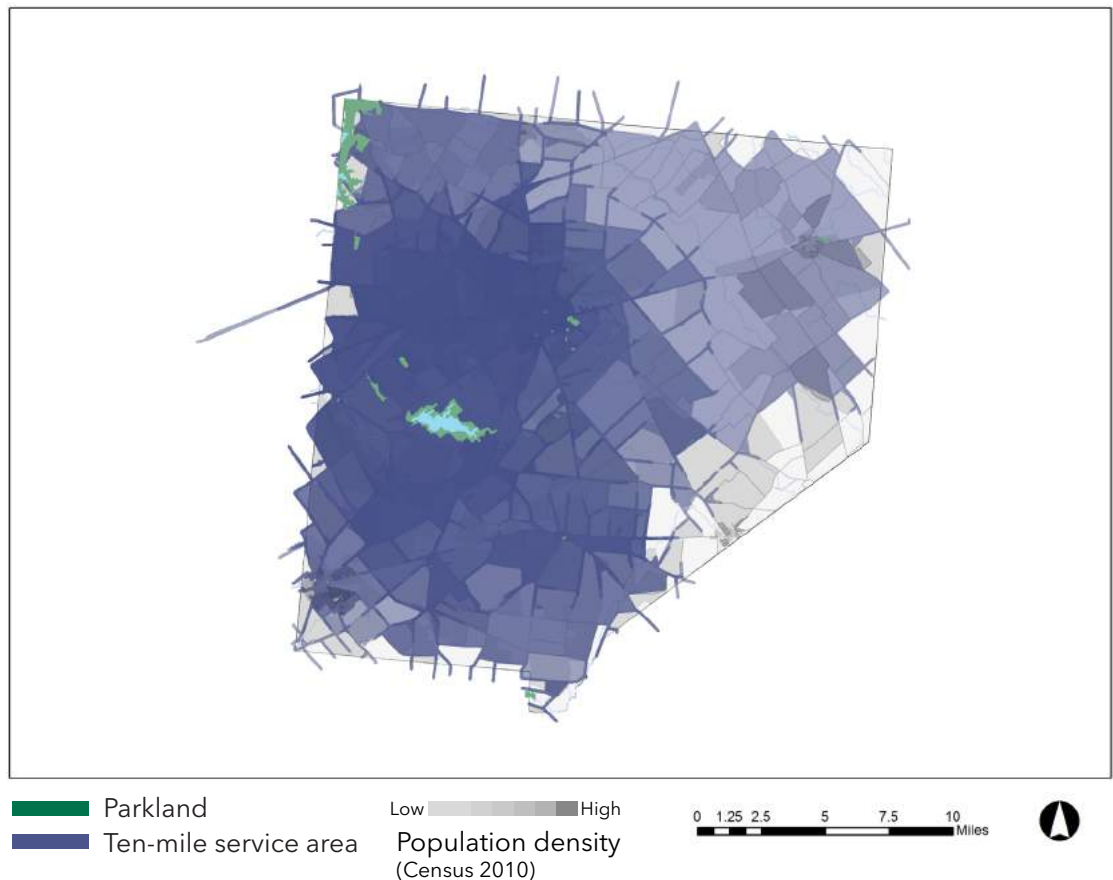 Parkland
Ten-mile service area
Low High
Population density
(Census 2010)
0 1.25 2.5 5 7.5 10
Miles